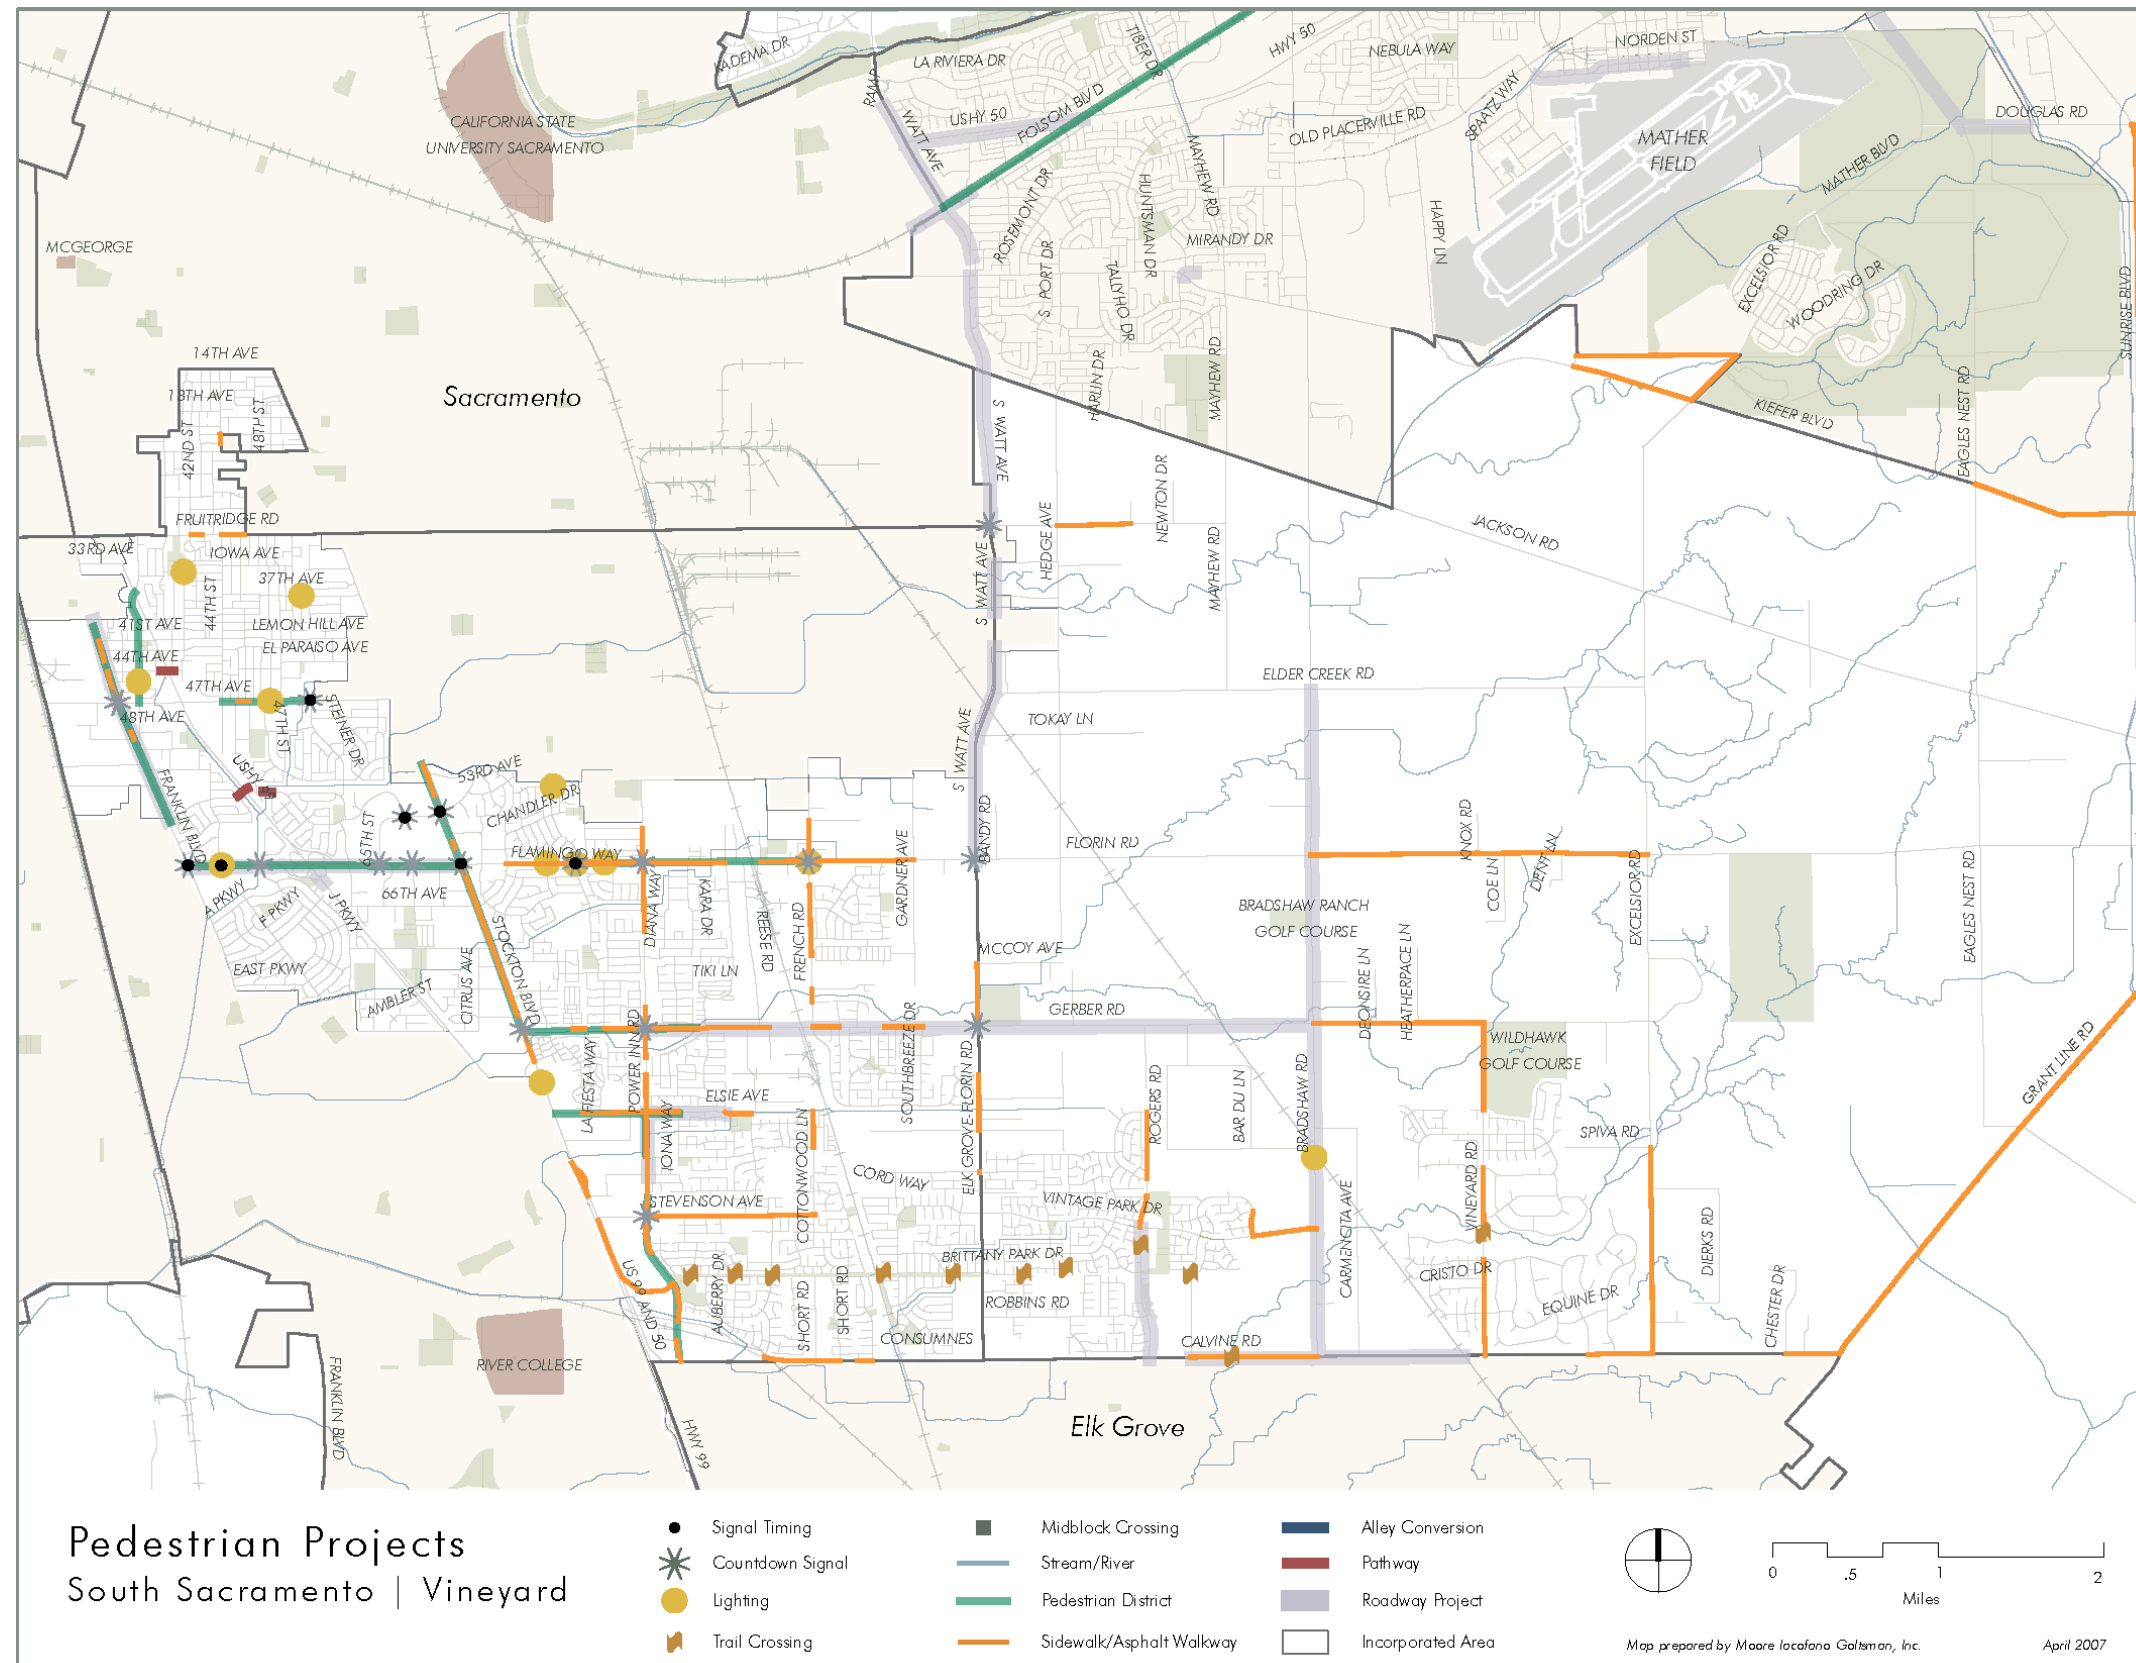 KADEMA DR
LA RIVIERA DR
TIBER DR
HWY 50
NEBULA WAY
NORDEN ST
RAMP
WATT AVE
USHY 50
FOLSOM BLVD
OLD PLACERVILLE RD
SPAATZ WAY
MATHER
FIELD
DOUGLAS RD
MATHER BLVD
CALIFORNIA STATE
UNIVERSITY SACRAMENTO
MCGEORGE
ROSEMONT DR
S PORT DR
HUNTSMAN DR
MAYHEW RD
MIRANDY DR
TALLYHO DR
HAPPY LN
EXCELSIOR RD
WOODRING DR
SUNRISE BLVD
14TH AVE
18TH AVE
42ND ST
48TH ST
Sacramento
S WATT AVE
HARLIN DR
MAYHEW RD
KIEFER BLVD
EAGLES NEST RD
FRUITRIDGE RD
33RD AVE
IOWA AVE
37TH AVE
44TH ST
41ST AVE
LEMON HILL AVE
EL PARAISO AVE
44TH AVE
47TH AVE
48TH AVE
47TH ST
STEINER DR
HEDGE AVE
NEWTON DR
MAYHEW RD
JACKSON RD
S WATT AVE
ELDER CREEK RD
TOKAY LN
S WATT AVE
FRANKLIN BLVD
53RD AVE
CHANDLER DR
65TH ST
FLAMINGO WAY
66TH AVE
A PKWY
F PKWY
J PKWY
EAST PKWY
AMBLER ST
CITRUS AVE
STOCKTON BLVD
DIANA WAY
KARA DR
REESE RD
FRENCH RD
GARDNER AVE
BANDY RD
FLORIN RD
KNOX RD
COE LN
DENT LN
EXCELSIOR RD
EAGLES NEST RD
BRADSHAW RANCH
GOLF COURSE
TIKI LN
MCCOY AVE
GERBER RD
DEONSIRE LN
HEATHERPACE LN
WILDHAWK
GOLF COURSE
GRANT LINE RD
LA FIESTA WAY
POWER INN RD
SOUTHBREEZE DR
ELSIE AVE
IONA WAY
COTTONWOOD LN
ELK GROVE-FLORIN RD
ROGERS RD
BAR DU LN
BRADSHAW RD
SPIVA RD
STEVENSON AVE
CORD WAY
VINTAGE PARK DR
CARMENCITA AVE
VINEYARD RD
DIERKS RD
US 99 AND 50
AUBERRY DR
SHORT RD
SHORT RD
BRITTANY PARK DR
ROBBINS RD
CRISTO DR
EQUINE DR
CHESTER DR
CONSUMNES
RIVER COLLEGE
CALVINE RD
FRANKLIN BLVD
HWY 99
Elk Grove
Pedestrian Projects
South Sacramento | Vineyard
Signal Timing
Countdown Signal
Lighting
Trail Crossing
Midblock Crossing
Stream/River
Pedestrian District
Sidewalk/Asphalt Walkway
Alley Conversion
Pathway
Roadway Project
Incorporated Area
0 .5 1 2
Miles
Map prepared by Moore Iacofano Goltsman, Inc.
April 2007